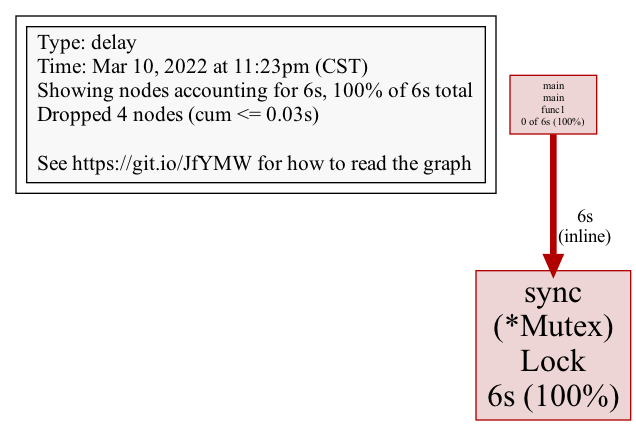 Type: delay
Time: Mar 10, 2022 at 11:23pm (CST)
Showing nodes accounting for 6s, 100% of 6s total
Dropped 4 nodes (cum <= 0.03s)
See https://git.io/JfYMW for how to read the graph
main
main
func1
0 of 6s (100%)
6s
(inline)
sync
(*Mutex)
Lock
6s (100%)